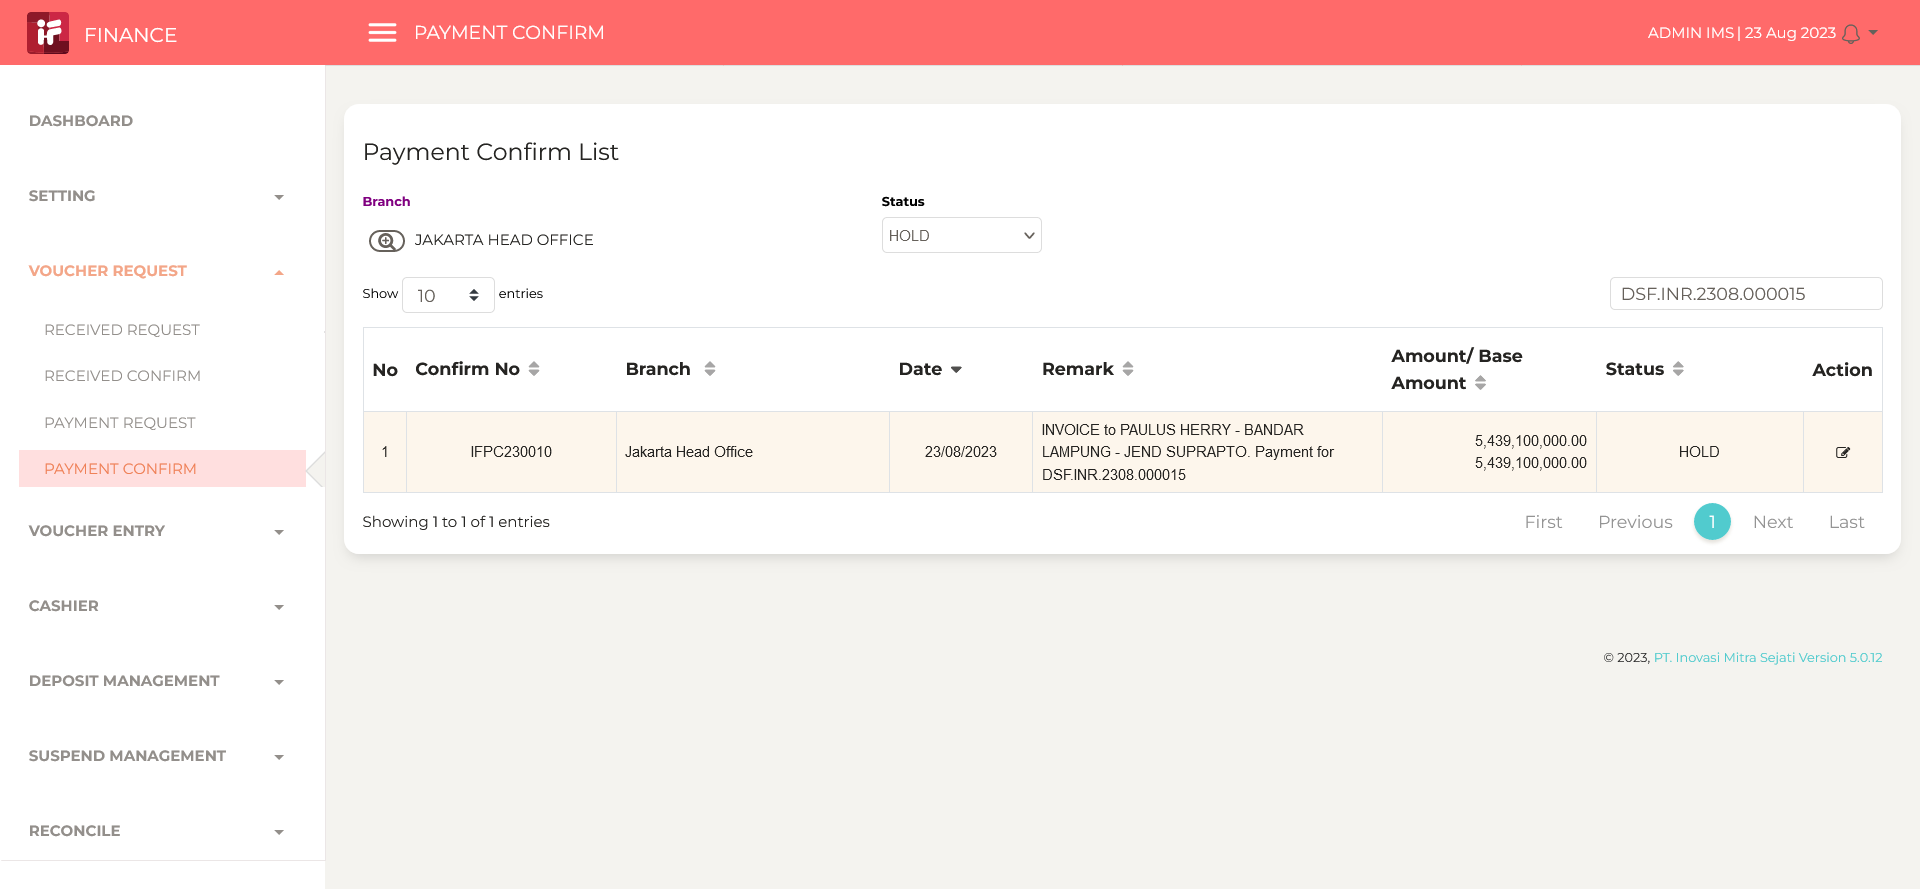 iF FINANCE
PAYMENT CONFIRM
ADMIN IMS | 23 Aug 2023
DASHBOARD
SETTING
VOUCHER REQUEST
RECEIVED REQUEST
RECEIVED CONFIRM
PAYMENT REQUEST
PAYMENT CONFIRM
VOUCHER ENTRY
CASHIER
DEPOSIT MANAGEMENT
SUSPEND MANAGEMENT
RECONCILE
Payment Confirm List
Branch
Status
JAKARTA HEAD OFFICE
HOLD
Show 10 entries
DSF.INR.2308.000015
No Confirm No Branch Date Remark Amount/ Base Amount Status Action
1 IFPC230010 Jakarta Head Office 23/08/2023
INVOICE to PAULUS HERRY - BANDAR
LAMPUNG - JEND SUPRAPTO. Payment for
DSF.INR.2308.000015
5,439,100,000.00
5,439,100,000.00
HOLD
Showing 1 to 1 of 1 entries
First Previous 1 Next Last
© 2023, PT. Inovasi Mitra Sejati Version 5.0.12